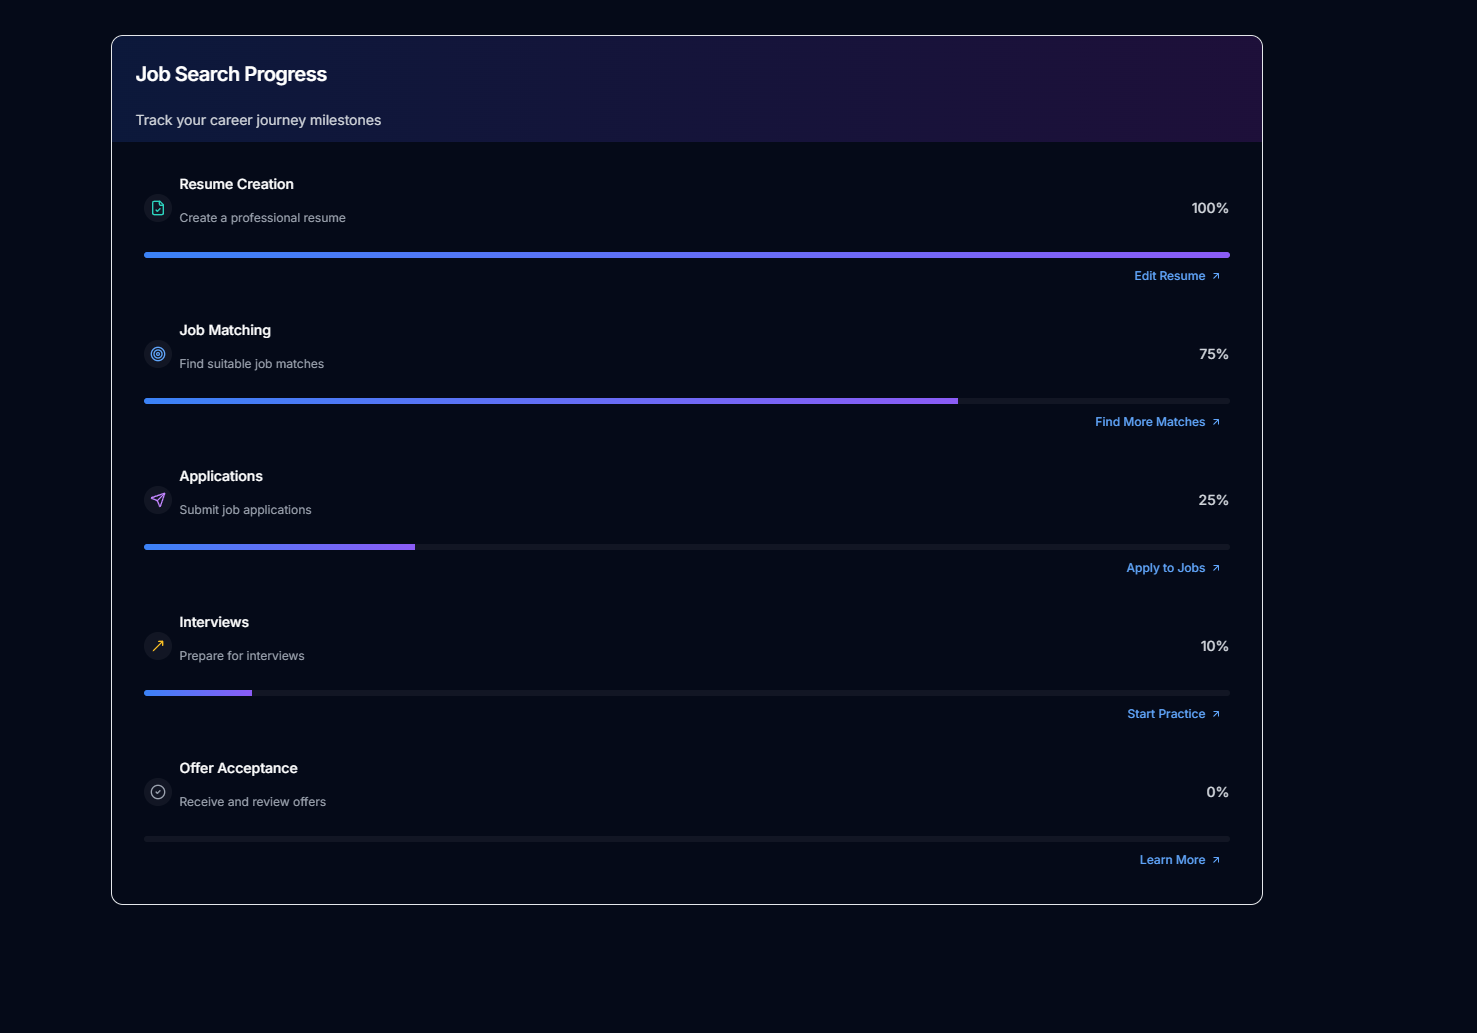 Job Search Progress
Track your career journey milestones
Resume Creation
Create a professional resume
100%
Edit Resume
Job Matching
Find suitable job matches
75%
Find More Matches
Applications
Submit job applications
25%
Apply to Jobs
Interviews
Prepare for interviews
10%
Start Practice
Offer Acceptance
Receive and review offers
0%
Learn More